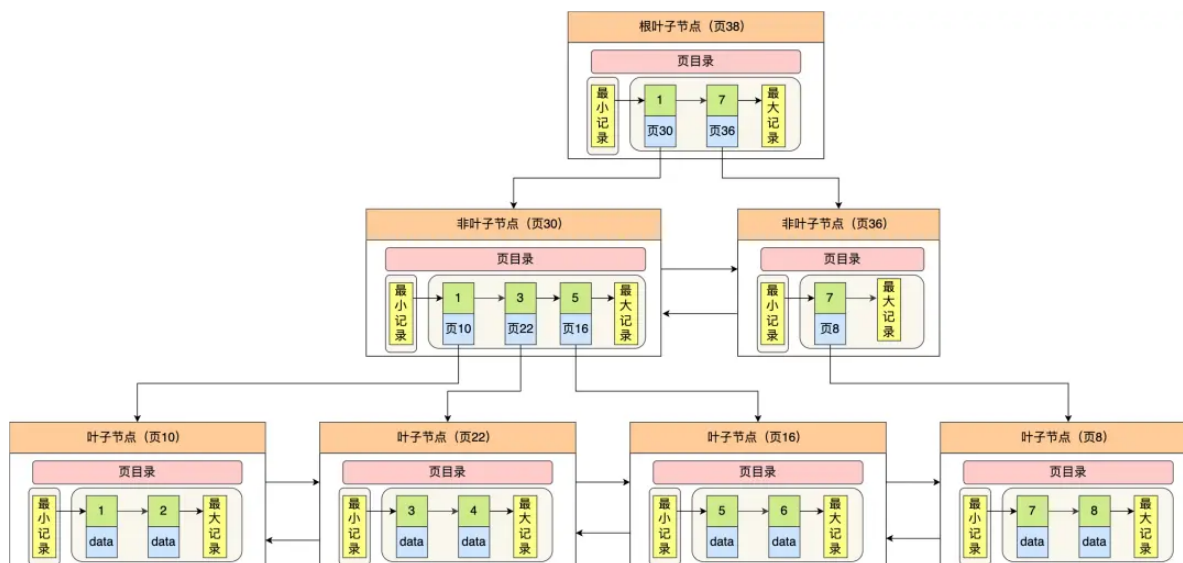 根叶子节点（页38）
页目录
最小记录
1
7
最大记录
页30
页36
非叶子节点（页30）
非叶子节点（页36）
页目录
页目录
最小记录
1
3
5
最大记录
页10
页22
页16
最小记录
7
最大记录
页8
叶子节点（页10）
叶子节点（页22）
叶子节点（页16）
叶子节点（页8）
页目录
页目录
页目录
页目录
最小记录
1
2
最大记录
data
data
最小记录
3
4
最大记录
data
data
最小记录
5
6
最大记录
data
data
最小记录
7
8
最大记录
data
data